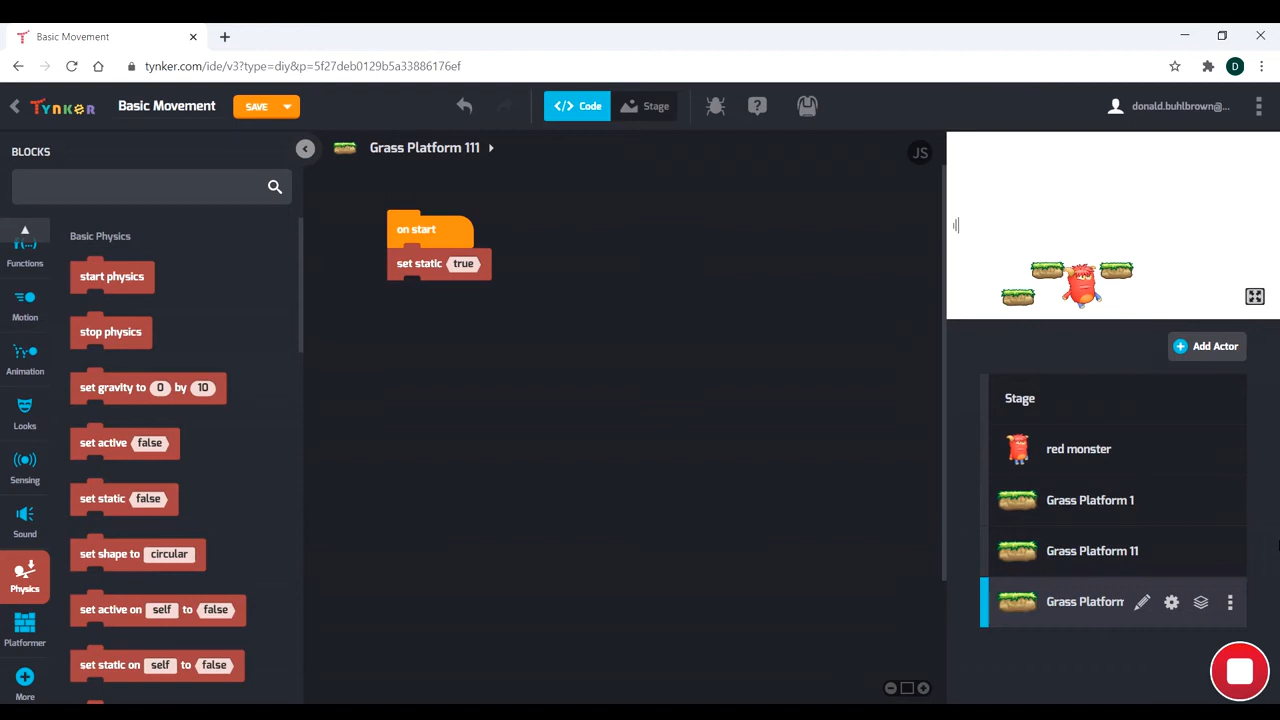 Basic Movement
tynker.com/ide/v3?type=diy&p=5f27deb0129b5a33886176ef
D
TYNKER
Basic Movement
SAVE
</> Code
Stage
donald.buhlbrown@...
BLOCKS
Grass Platform 111
JS
Functions
Motion
Animation
Looks
Sensing
Sound
Physics
Platformer
More
Basic Physics
start physics
stop physics
set gravity to 0 by 10
set active false
set static false
set shape to circular
set active on self to false
set static on self to false
on start
set static true
Add Actor
Stage
red monster
Grass Platform 1
Grass Platform 11
Grass Platform